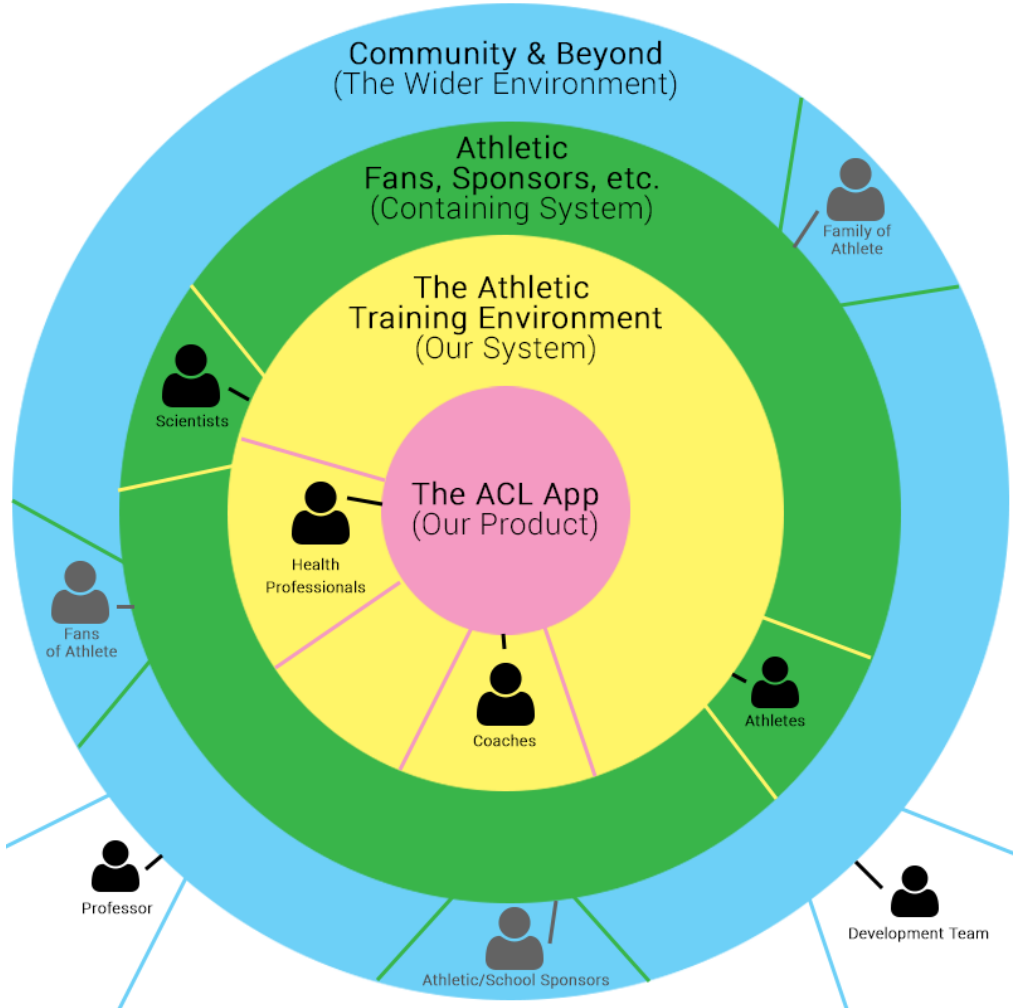 Community & Beyond
(The Wider Environment)
Athletic
Fans, Sponsors, etc.
(Containing System)
Family of
Athlete
The Athletic
Training Environment
(Our System)
Scientists
The ACL App
(Our Product)
Health
Professionals
Fans
of Athlete
Coaches
Athletes
Professor
Development Team
Athletic/School Sponsors